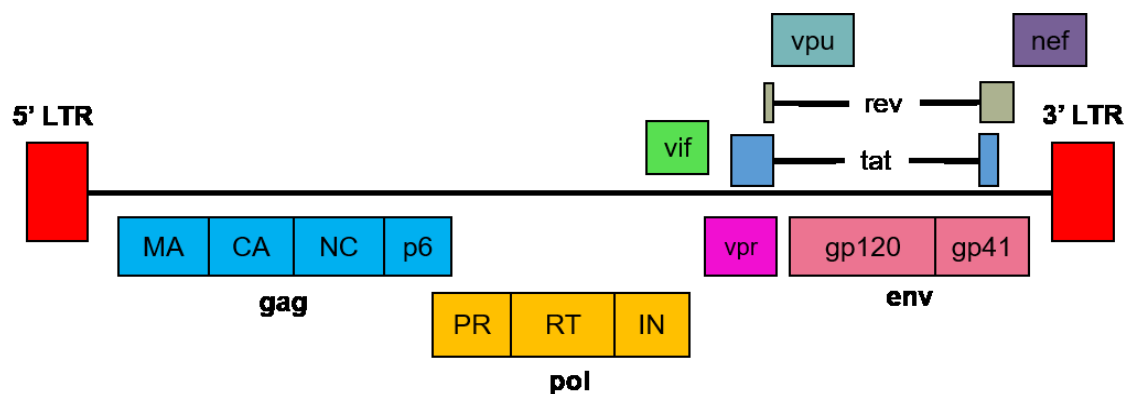 vpu
nef
rev
5' LTR
3' LTR
vif
tat
MA CA NC p6
vpr
gp120 gp41
gag
env
PR RT IN
pol